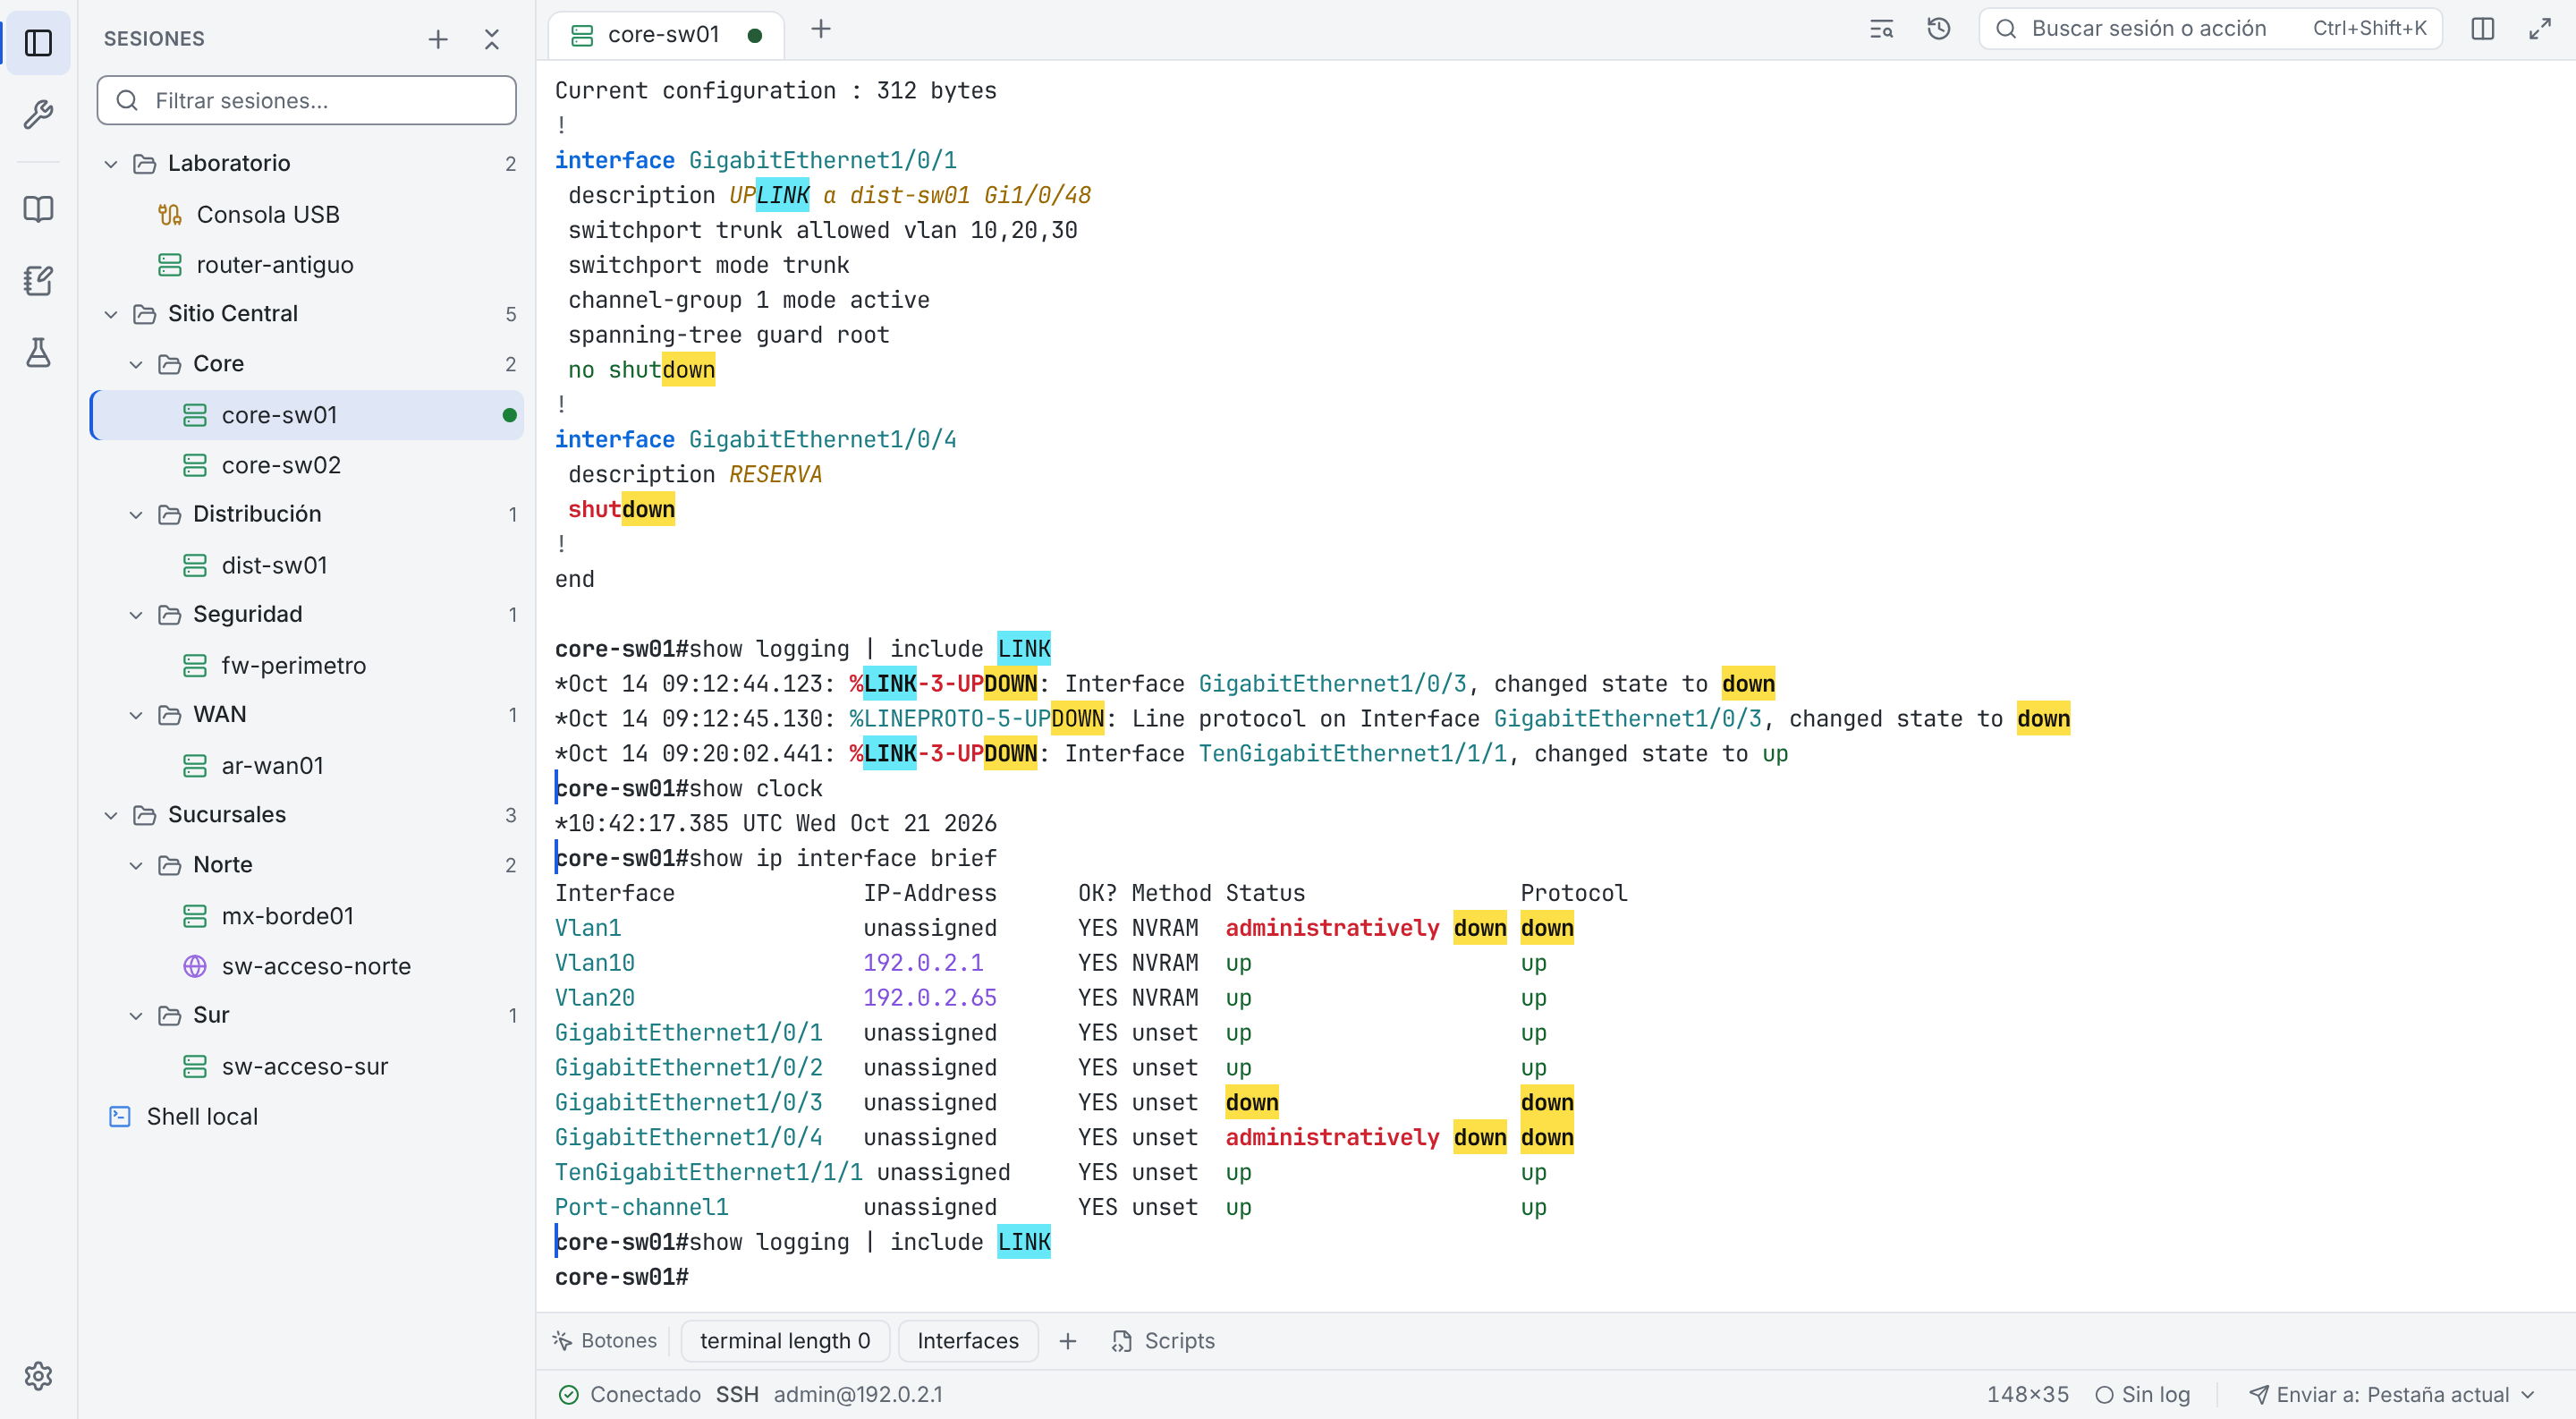 SESIONES
Filtrar sesiones...
Laboratorio 2
Consola USB
router-antiguo
Sitio Central 5
Core 2
core-sw01
core-sw02
Distribución 1
dist-sw01
Seguridad 1
fw-perimetro
WAN 1
ar-wan01
Sucursales 3
Norte 2
mx-borde01
sw-acceso-norte
Sur 1
sw-acceso-sur
Shell local
core-sw01
Buscar sesión o acción Ctrl+Shift+K
Current configuration : 312 bytes
!
interface GigabitEthernet1/0/1
 description UPLINK a dist-sw01 Gi1/0/48
 switchport trunk allowed vlan 10,20,30
 switchport mode trunk
 channel-group 1 mode active
 spanning-tree guard root
 no shutdown
!
interface GigabitEthernet1/0/4
 description RESERVA
 shutdown
!
end
core-sw01#show logging | include LINK
*Oct 14 09:12:44.123: %LINK-3-UPDOWN: Interface GigabitEthernet1/0/3, changed state to down
*Oct 14 09:12:45.130: %LINEPROTO-5-UPDOWN: Line protocol on Interface GigabitEthernet1/0/3, changed state to down
*Oct 14 09:20:02.441: %LINK-3-UPDOWN: Interface TenGigabitEthernet1/1/1, changed state to up
core-sw01#show clock
*10:42:17.385 UTC Wed Oct 21 2026
core-sw01#show ip interface brief
Interface              IP-Address      OK? Method Status                Protocol
Vlan1                  unassigned      YES NVRAM  administratively down down
Vlan10                 192.0.2.1       YES NVRAM  up                    up
Vlan20                 192.0.2.65      YES NVRAM  up                    up
GigabitEthernet1/0/1   unassigned      YES unset  up                    up
GigabitEthernet1/0/2   unassigned      YES unset  up                    up
GigabitEthernet1/0/3   unassigned      YES unset  down                  down
GigabitEthernet1/0/4   unassigned      YES unset  administratively down down
TenGigabitEthernet1/1/1 unassigned     YES unset  up                    up
Port-channel1          unassigned      YES unset  up                    up
core-sw01#show logging | include LINK
core-sw01#
Botones terminal length 0 Interfaces Scripts
Conectado SSH admin@192.0.2.1 148×35 Sin log Enviar a: Pestaña actual